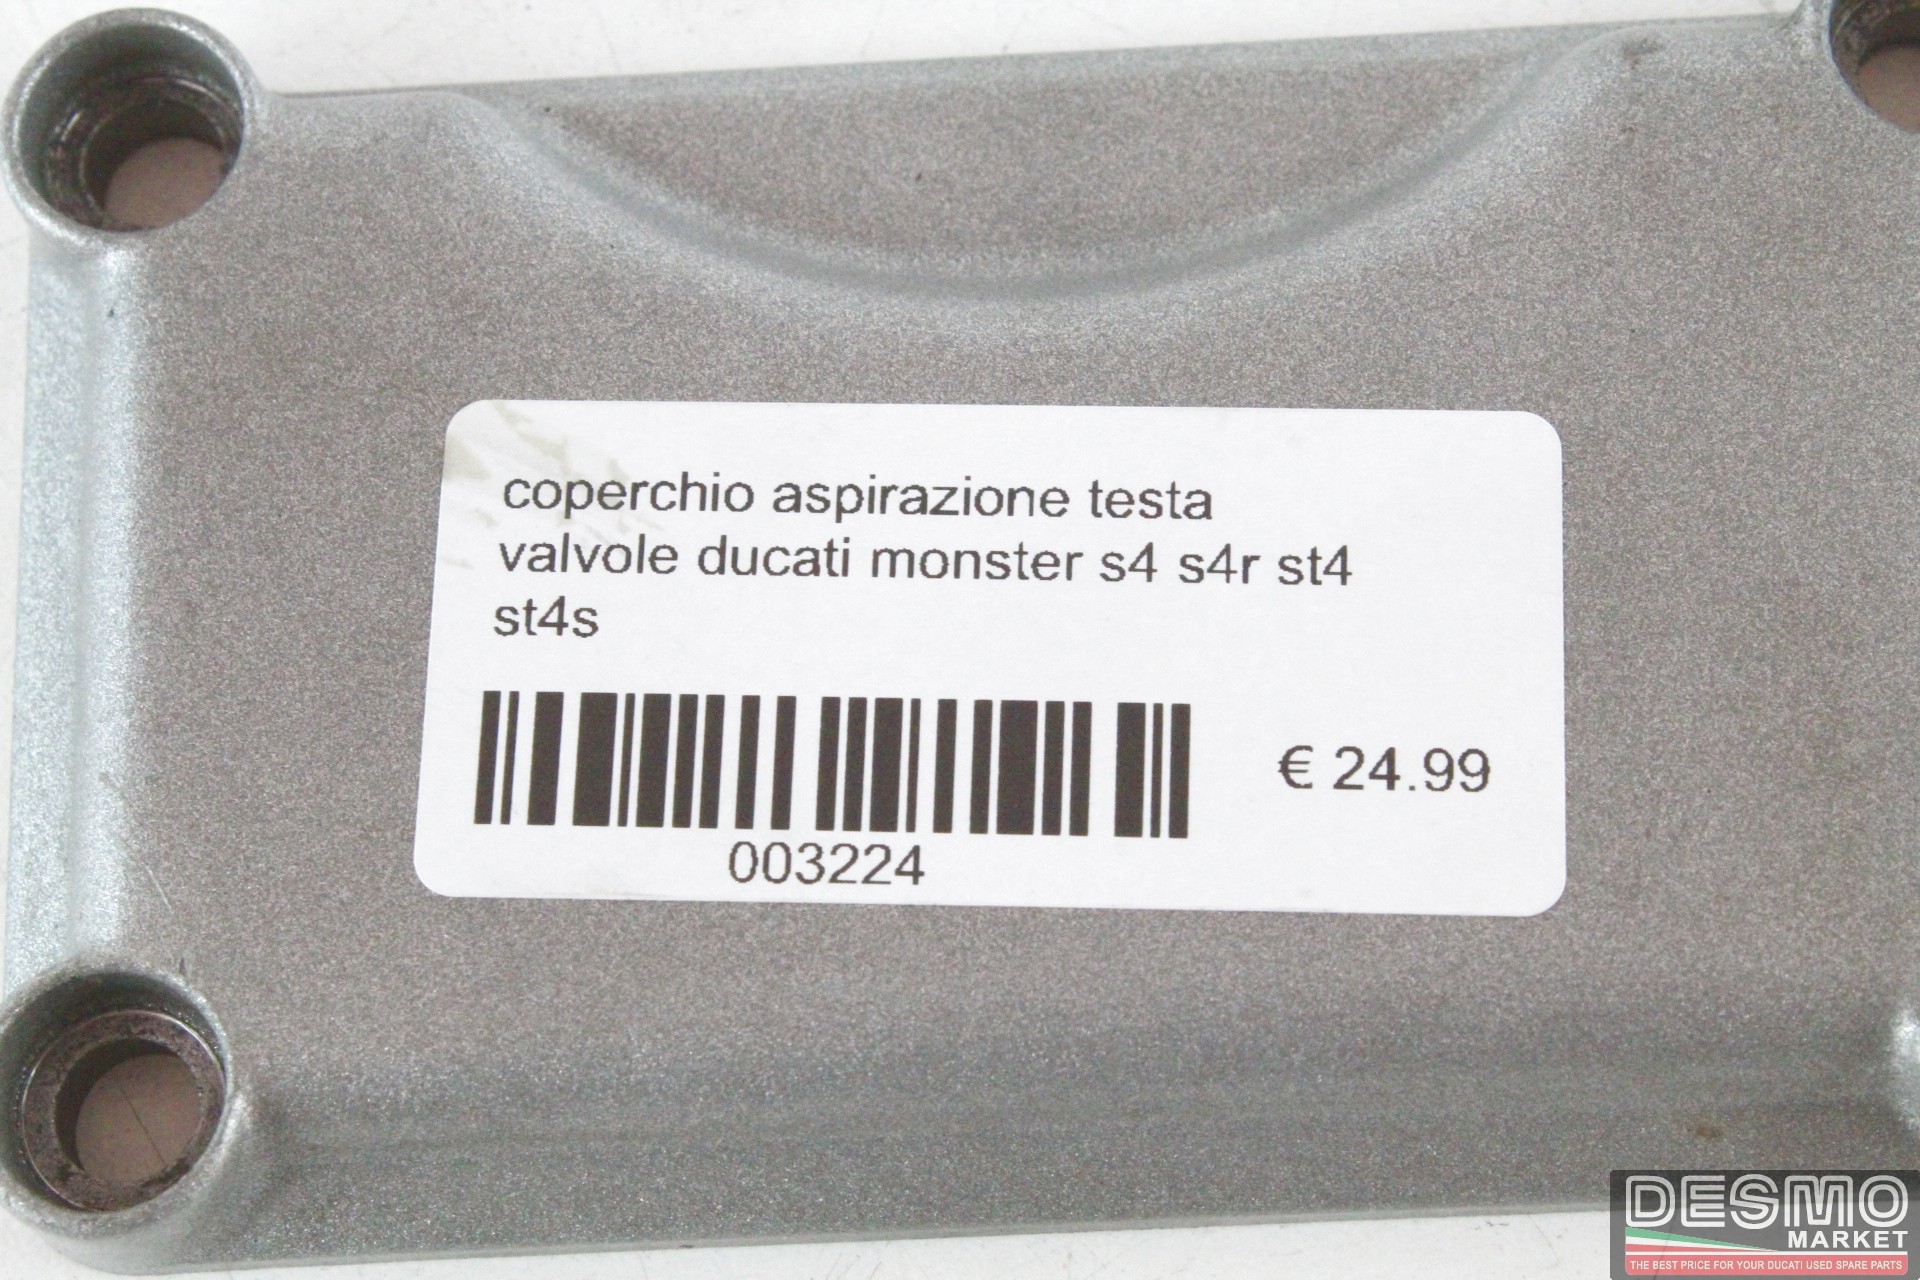 coperchio aspirazione testa
valvole ducati monster s4 s4r st4
st4s
€ 24.99
003224
DESMO
MARKET
THE BEST PRICE FOR YOUR DUCATI USED SPARE PARTS